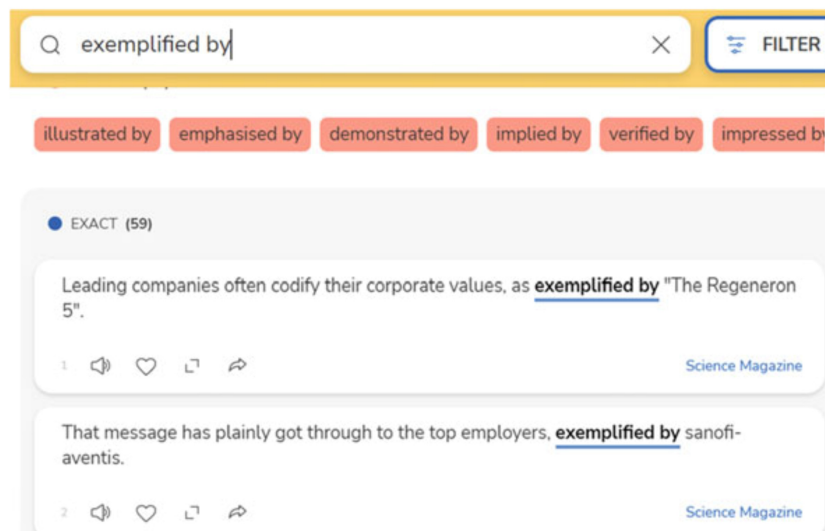 exemplified by
FILTER
illustrated by emphasised by demonstrated by implied by verified by impressed by
EXACT (59)
Leading companies often codify their corporate values, as exemplified by "The Regeneron
5".
1 Science Magazine
That message has plainly got through to the top employers, exemplified by sanofi-
aventis.
2 Science Magazine